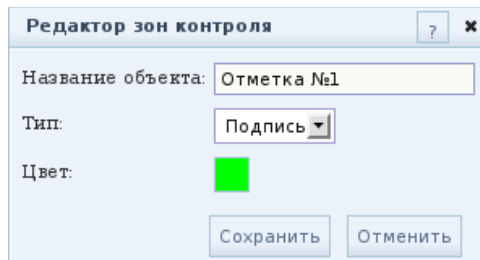 Редактор зон контроля ? ×
Название объекта: Отметка №1
Тип: Подпись
Цвет:
Сохранить Отменить